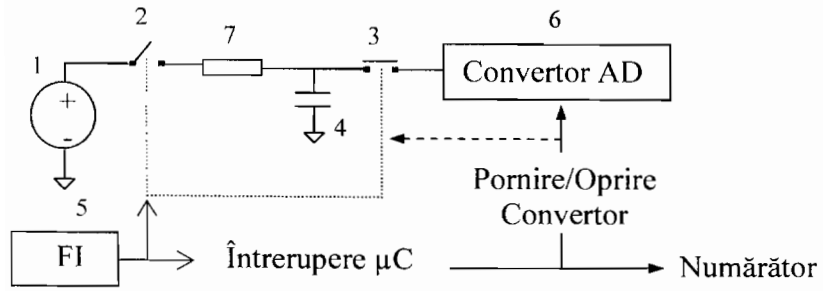 2
7
3
6
1
+
-
4
Convertor AD
Pornire/Oprire
Convertor
5
FI
Întrerupere µC
Numărător